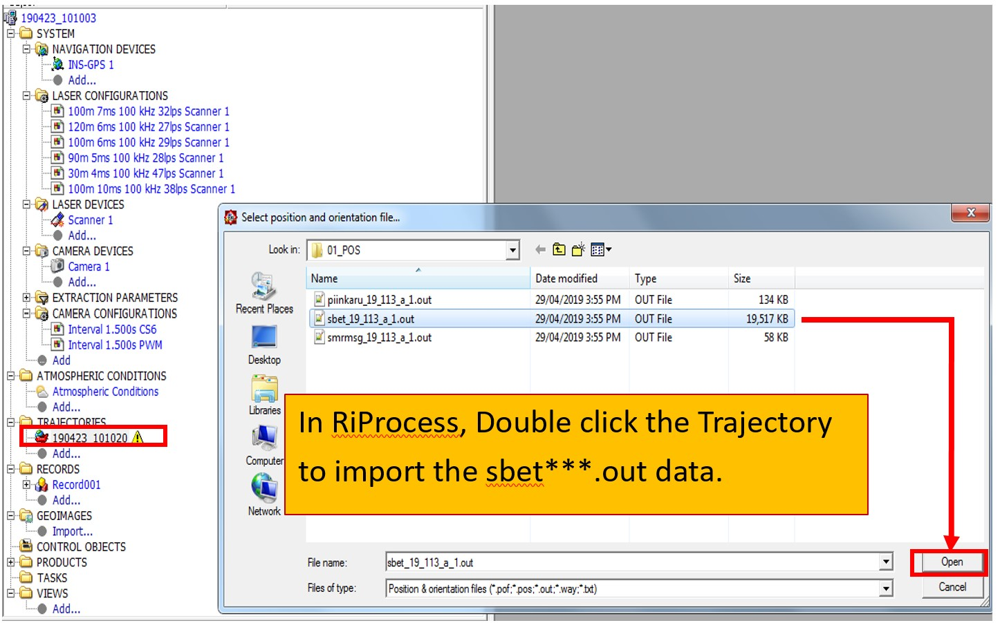 190423_101003
SYSTEM
NAVIGATION DEVICES
INS-GPS 1
Add...
LASER CONFIGURATIONS
100m 7ms 100 kHz 32lps Scanner 1
120m 6ms 100 kHz 27lps Scanner 1
100m 6ms 100 kHz 29lps Scanner 1
90m 5ms 100 kHz 28lps Scanner 1
30m 4ms 100 kHz 47lps Scanner 1
100m 10ms 100 kHz 38lps Scanner 1
LASER DEVICES
Scanner 1
Add...
CAMERA DEVICES
Camera 1
Add...
EXTRACTION PARAMETERS
CAMERA CONFIGURATIONS
Interval 1.500s CS6
Interval 1.500s PWM
Add
ATMOSPHERIC CONDITIONS
Atmospheric Conditions
Add...
TRAJECTORIES
190423_101020
Add...
RECORDS
Record001
Add...
GEOIMAGES
Import...
CONTROL OBJECTS
PRODUCTS
TASKS
VIEWS
Add...
Select position and orientation file...
Look in: 01_POS
Recent Places
Desktop
Libraries
Computer
Network
Name Date modified Type Size
piinkaru_19_113_a_1.out 29/04/2019 3:55 PM OUT File 134 KB
sbet_19_113_a_1.out 29/04/2019 3:55 PM OUT File 19,517 KB
smrmsg_19_113_a_1.out 29/04/2019 3:55 PM OUT File 58 KB
In RiProcess, Double click the Trajectory
to import the sbet***.out data.
File name: sbet_19_113_a_1.out Open
Files of type: Position & orientation files (*.pof;*.pos;*.out;*.way;*.txt) Cancel